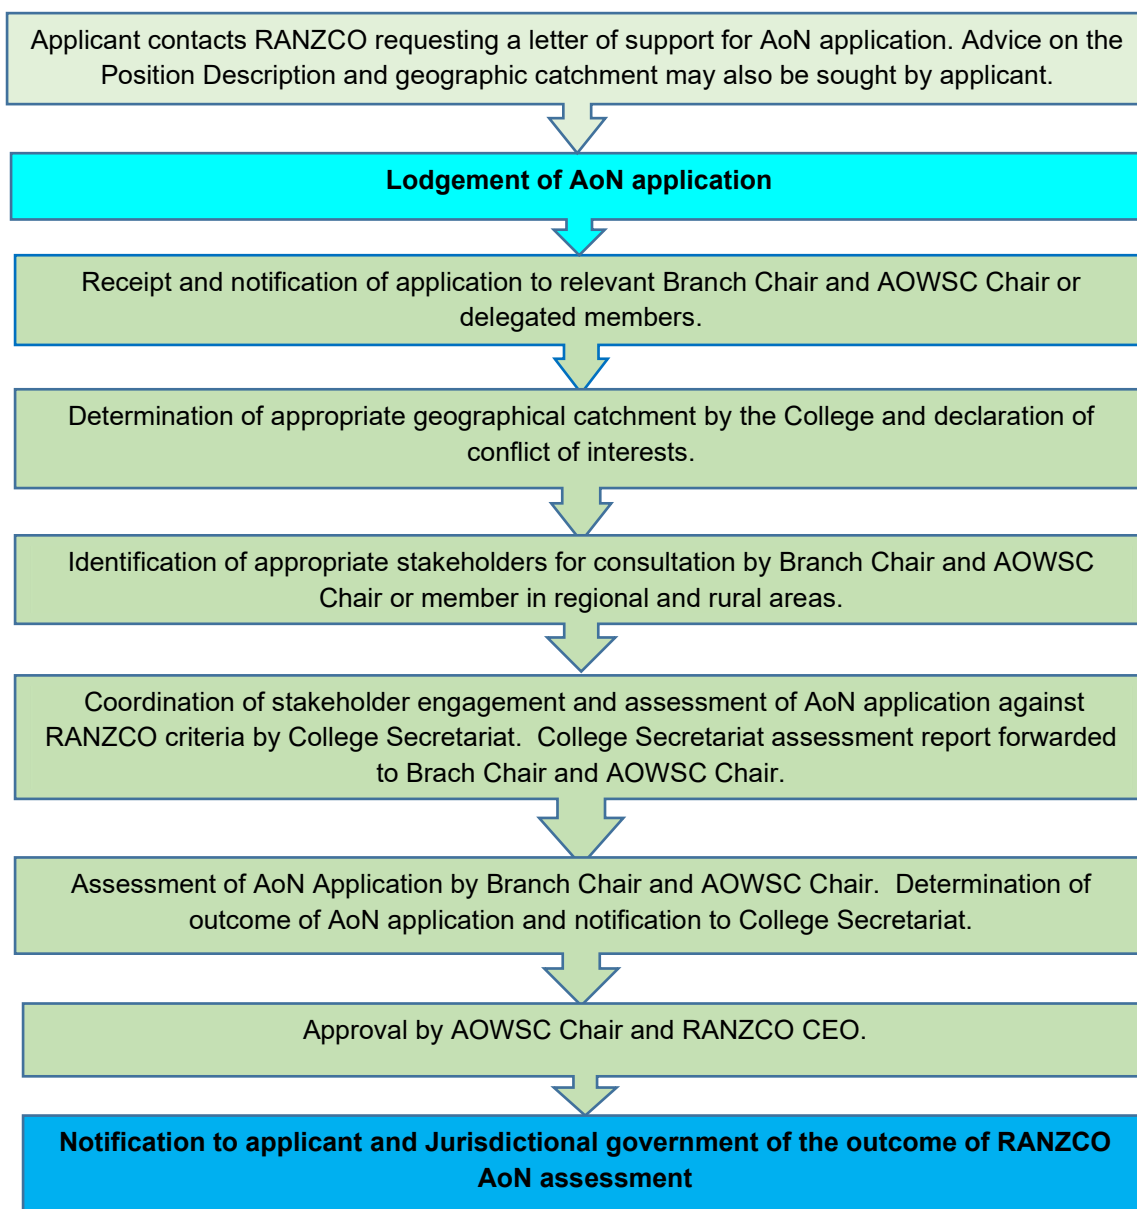 Applicant contacts RANZCO requesting a letter of support for AoN application. Advice on the
Position Description and geographic catchment may also be sought by applicant.
Lodgement of AoN application
Receipt and notification of application to relevant Branch Chair and AOWSC Chair or
delegated members.
Determination of appropriate geographical catchment by the College and declaration of
conflict of interests.
Identification of appropriate stakeholders for consultation by Branch Chair and AOWSC
Chair or member in regional and rural areas.
Coordination of stakeholder engagement and assessment of AoN application against
RANZCO criteria by College Secretariat.  College Secretariat assessment report forwarded
to Brach Chair and AOWSC Chair.
Assessment of AoN Application by Branch Chair and AOWSC Chair.  Determination of
outcome of AoN application and notification to College Secretariat.
Approval by AOWSC Chair and RANZCO CEO.
Notification to applicant and Jurisdictional government of the outcome of RANZCO
AoN assessment